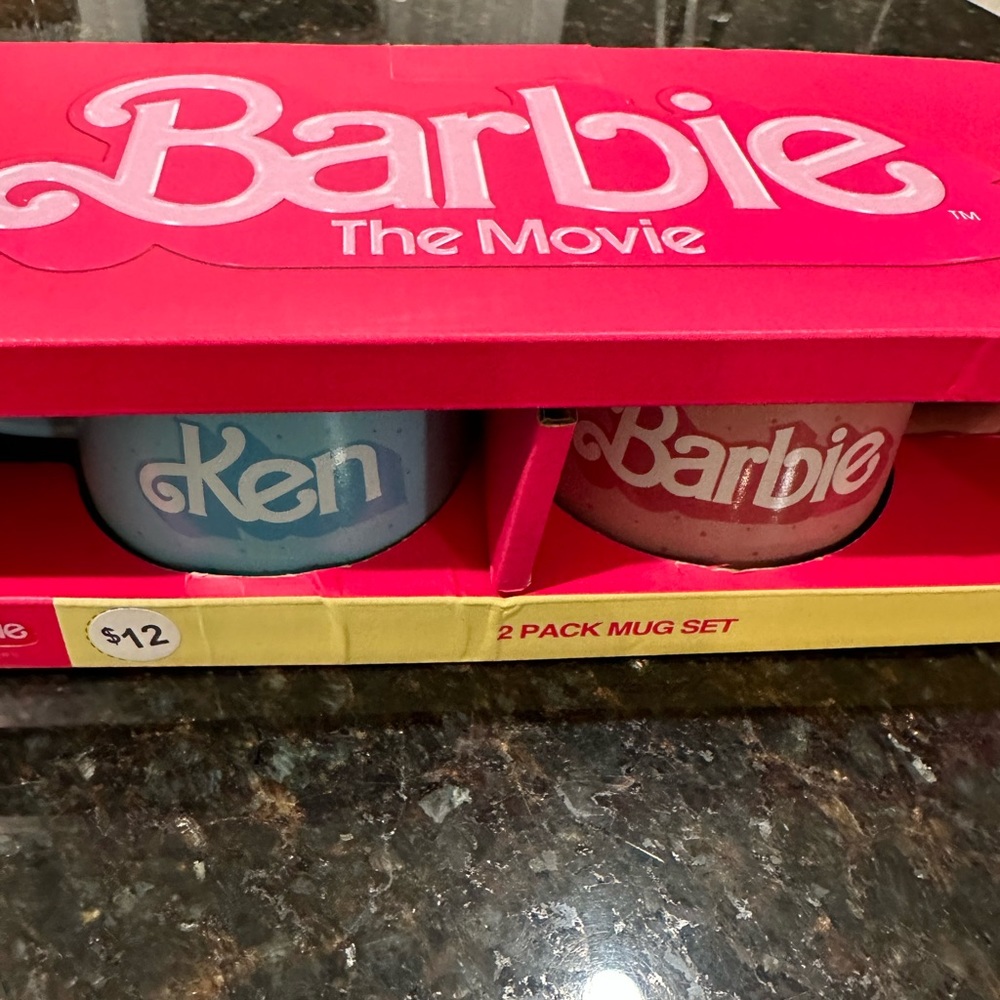 Barbie
The Movie
TM
Ken
Barbie
$12
2 PACK MUG SET